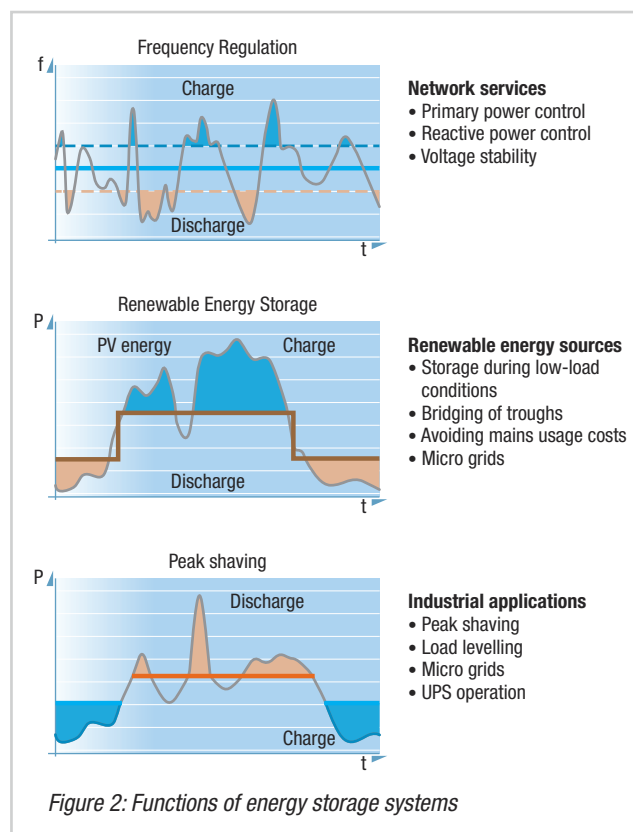 Frequency Regulation
f
Charge
Discharge
t
Network services
• Primary power control
• Reactive power control
• Voltage stability
Renewable Energy Storage
P
PV energy
Charge
Discharge
t
Renewable energy sources
• Storage during low-load
conditions
• Bridging of troughs
• Avoiding mains usage costs
• Micro grids
Peak shaving
P
Discharge
Charge
t
Industrial applications
• Peak shaving
• Load levelling
• Micro grids
• UPS operation
Figure 2: Functions of energy storage systems